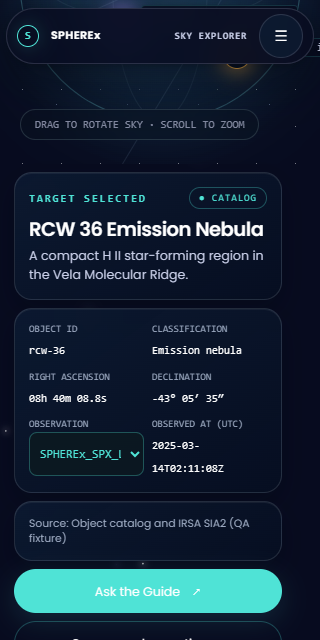 S SPHEREx SKY EXPLORER ☰
DRAG TO ROTATE SKY · SCROLL TO ZOOM
TARGET SELECTED CATALOG
RCW 36 Emission Nebula
A compact H II star-forming region in
the Vela Molecular Ridge.
OBJECT ID CLASSIFICATION
rcw-36 Emission nebula
RIGHT ASCENSION DECLINATION
08h 40m 08.8s -43° 05′ 35″
OBSERVATION OBSERVED AT (UTC)
SPHEREx_SPX_ 2025-03-
14T02:11:08Z
Source: Object catalog and IRSA SIA2 (QA
fixture)
Ask the Guide ↗